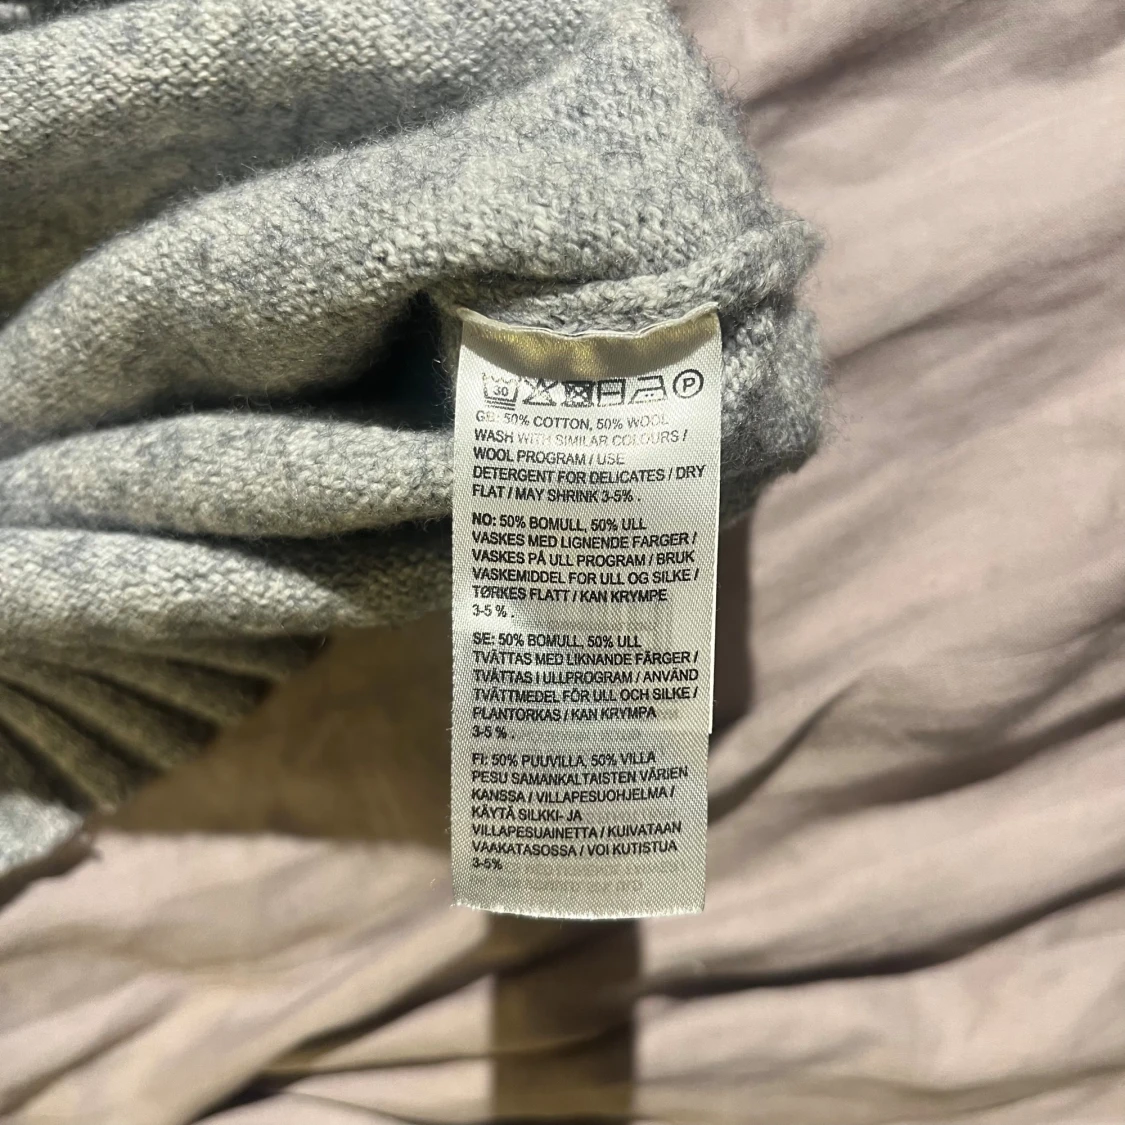 30 P
GB: 50% COTTON, 50% WOOL
WASH WITH SIMILAR COLOURS /
WOOL PROGRAM / USE
DETERGENT FOR DELICATES / DRY
FLAT / MAY SHRINK 3-5% .
NO: 50% BOMULL, 50% ULL
VASKES MED LIGNENDE FARGER /
VASKES PÅ ULL PROGRAM / BRUK
VASKEMIDDEL FOR ULL OG SILKE /
TØRKES FLATT / KAN KRYMPE
3-5 % .
SE: 50% BOMULL, 50% ULL
TVÄTTAS MED LIKNANDE FÄRGER /
TVÄTTAS I ULLPROGRAM / ANVÄND
TVÄTTMEDEL FÖR ULL OCH SILKE /
PLANTORKAS / KAN KRYMPA
3-5 % .
FI: 50% PUUVILLA, 50% VILLA
PESU SAMANKALTAISTEN VÄRIEN
KANSSA / VILLAPESUOHJELMA /
KÄYTÄ SILKKI- JA
VILLAPESUAINETTA / KUIVATAAN
VAAKATASOSSA / VOI KUTISTUA
3-5%